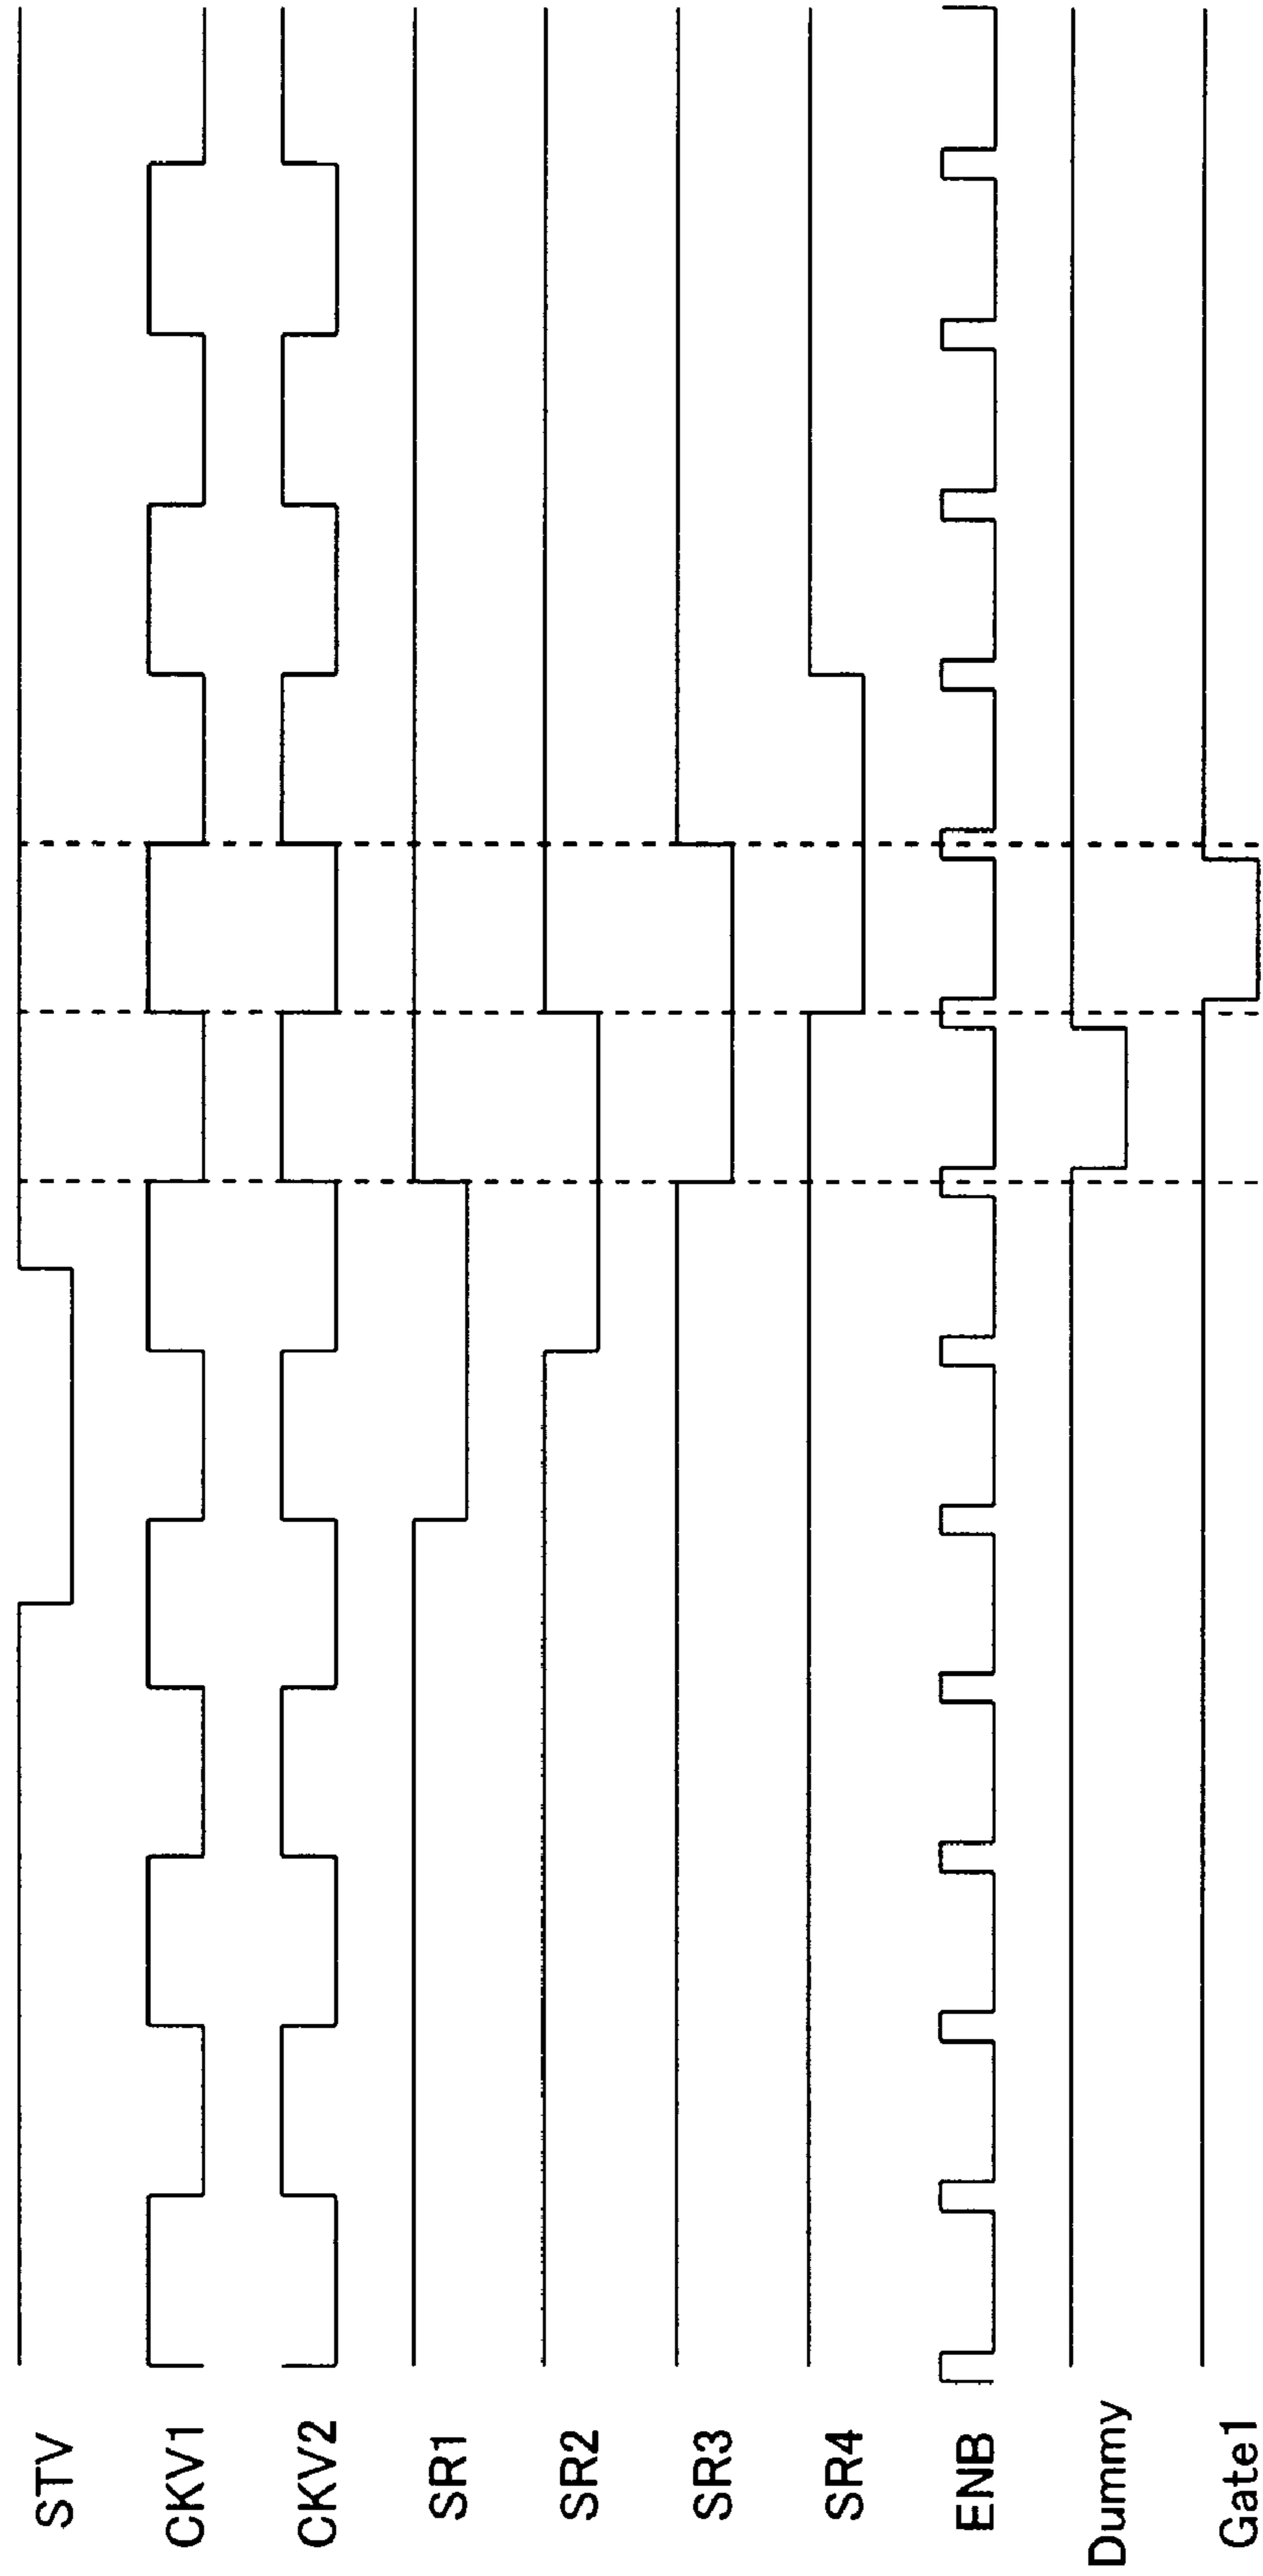 STV
CKV1
CKV2
SR1
SR2
SR3
SR4
ENB
Dummy
Gate1